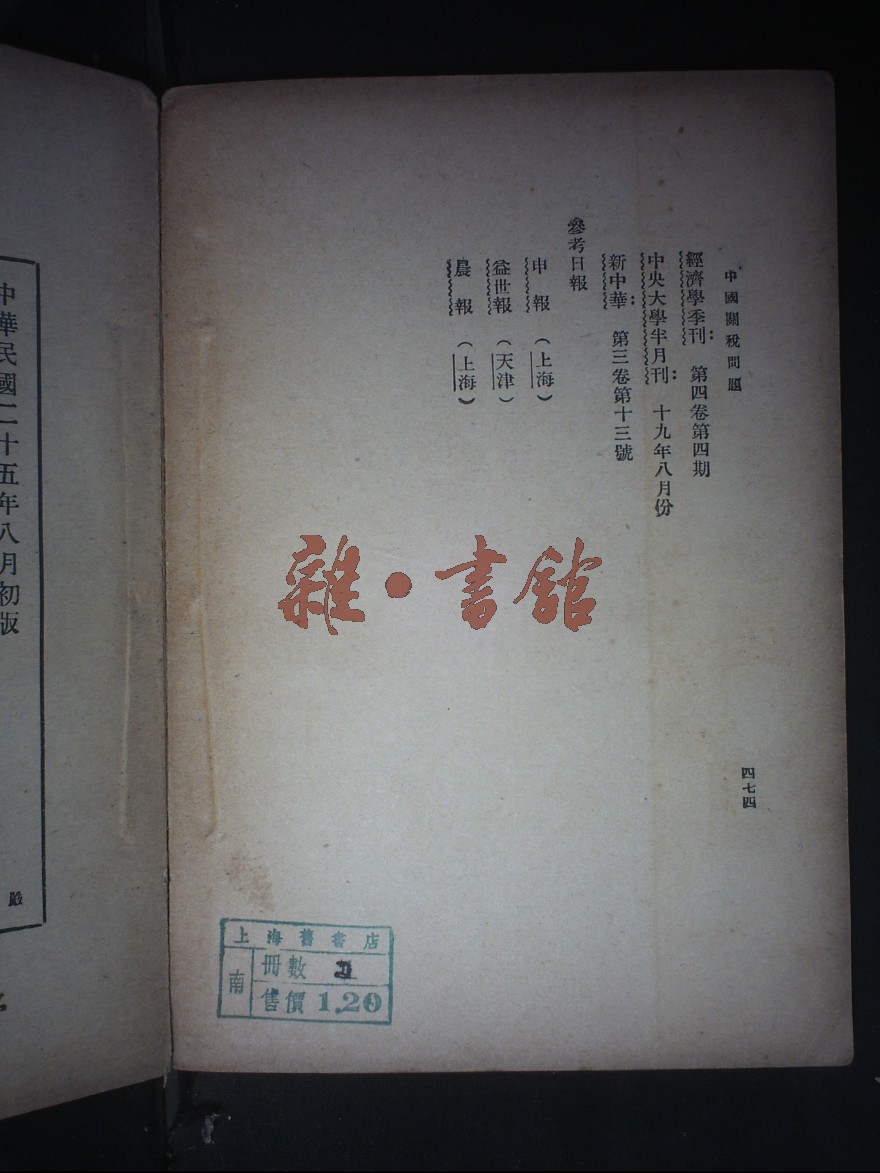 中國關稅問題
經濟學季刊: 第四卷第四期
中央大學半月刊: 十九年八月份
新中華: 第三卷第十三號
參考日報
申報 (上海)
益世報 (天津)
晨報 (上海)
四七四
雜·書館
上海舊書店
南
冊數
售價 1.20
中華民國二十五年八月初版